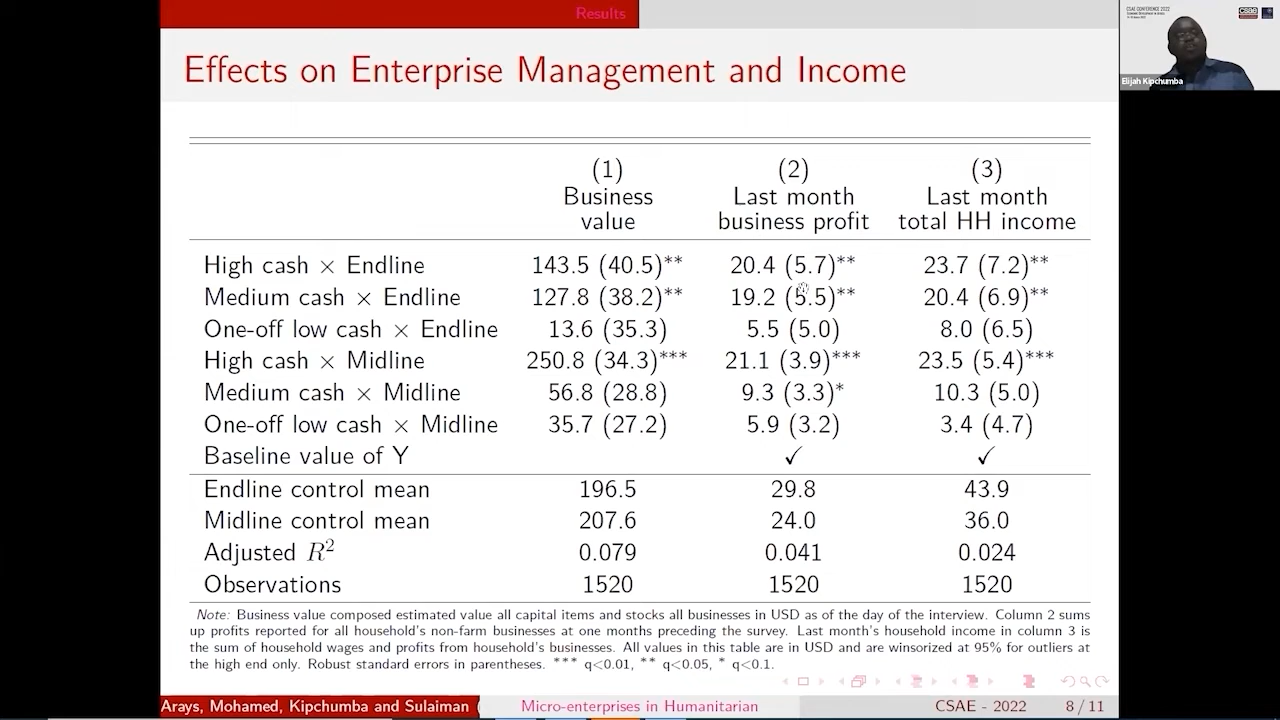 Results
CSAE CONFERENCE 2022
csae
Elijah Kipchumba
Effects on Enterprise Management and Income
(1) (2) (3)
Business Last month Last month
value business profit total HH income
High cash × Endline 143.5 (40.5)** 20.4 (5.7)** 23.7 (7.2)**
Medium cash × Endline 127.8 (38.2)** 19.2 (5.5)** 20.4 (6.9)**
One-off low cash × Endline 13.6 (35.3) 5.5 (5.0) 8.0 (6.5)
High cash × Midline 250.8 (34.3)*** 21.1 (3.9)*** 23.5 (5.4)***
Medium cash × Midline 56.8 (28.8) 9.3 (3.3)* 10.3 (5.0)
One-off low cash × Midline 35.7 (27.2) 5.9 (3.2) 3.4 (4.7)
Baseline value of Y ✓ ✓
Endline control mean 196.5 29.8 43.9
Midline control mean 207.6 24.0 36.0
Adjusted R² 0.079 0.041 0.024
Observations 1520 1520 1520
Note: Business value composed estimated value all capital items and stocks all businesses in USD as of the day of the interview. Column 2 sums
up profits reported for all household's non-farm businesses at one months preceding the survey. Last month's household income in column 3 is
the sum of household wages and profits from household's businesses. All values in this table are in USD and are winsorized at 95% for outliers at
the high end only. Robust standard errors in parentheses. *** q<0.01, ** q<0.05, * q<0.1.
Arays, Mohamed, Kipchumba and Sulaiman ( Micro-enterprises in Humanitarian CSAE - 2022 8 / 11